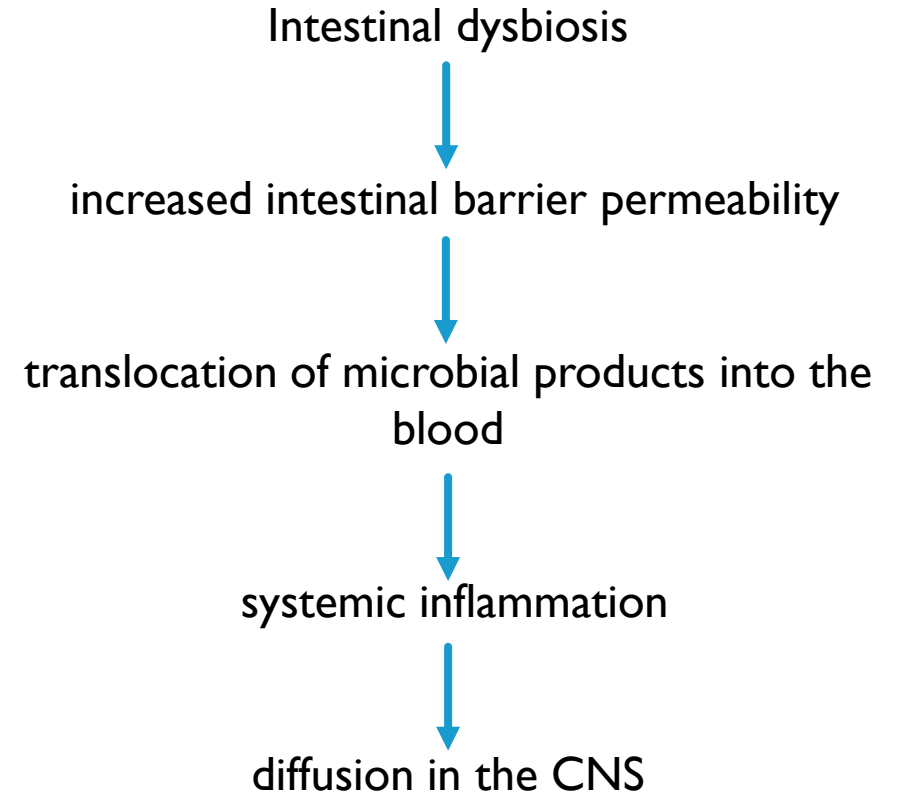 Intestinal dysbiosis
increased intestinal barrier permeability
translocation of microbial products into the
blood
systemic inflammation
diffusion in the CNS